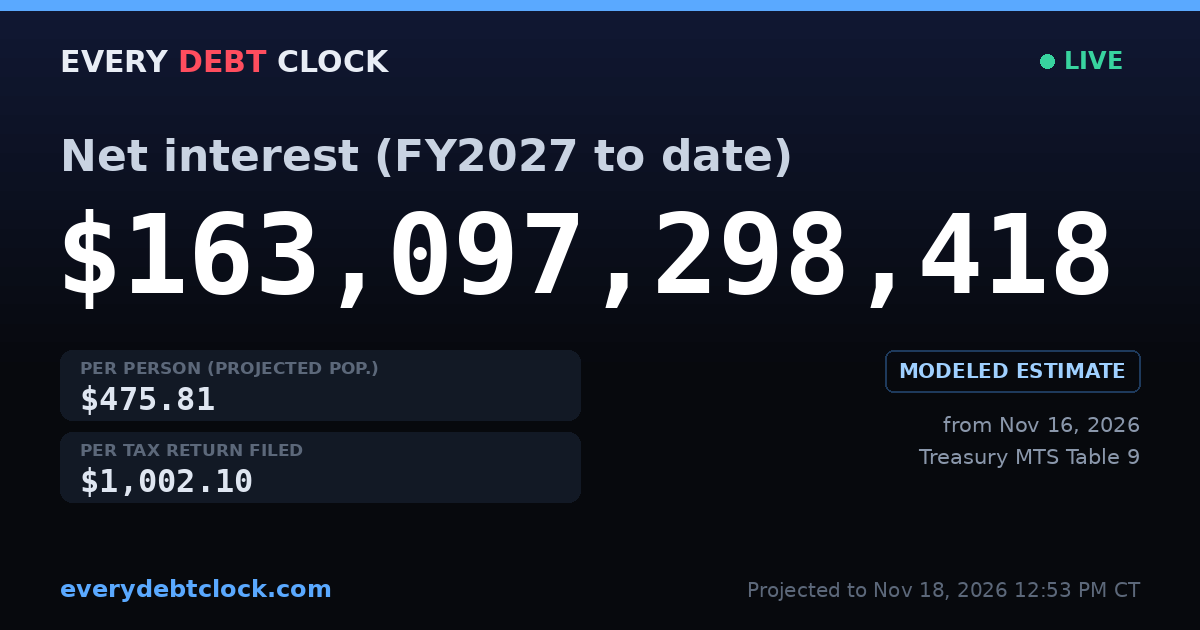 EVERY DEBT CLOCK
LIVE
Net interest (FY2027 to date)
$163,097,298,418
PER PERSON (PROJECTED POP.)
$475.81
MODELED ESTIMATE
from Nov 16, 2026
Treasury MTS Table 9
PER TAX RETURN FILED
$1,002.10
everydebtclock.com
Projected to Nov 18, 2026 12:53 PM CT